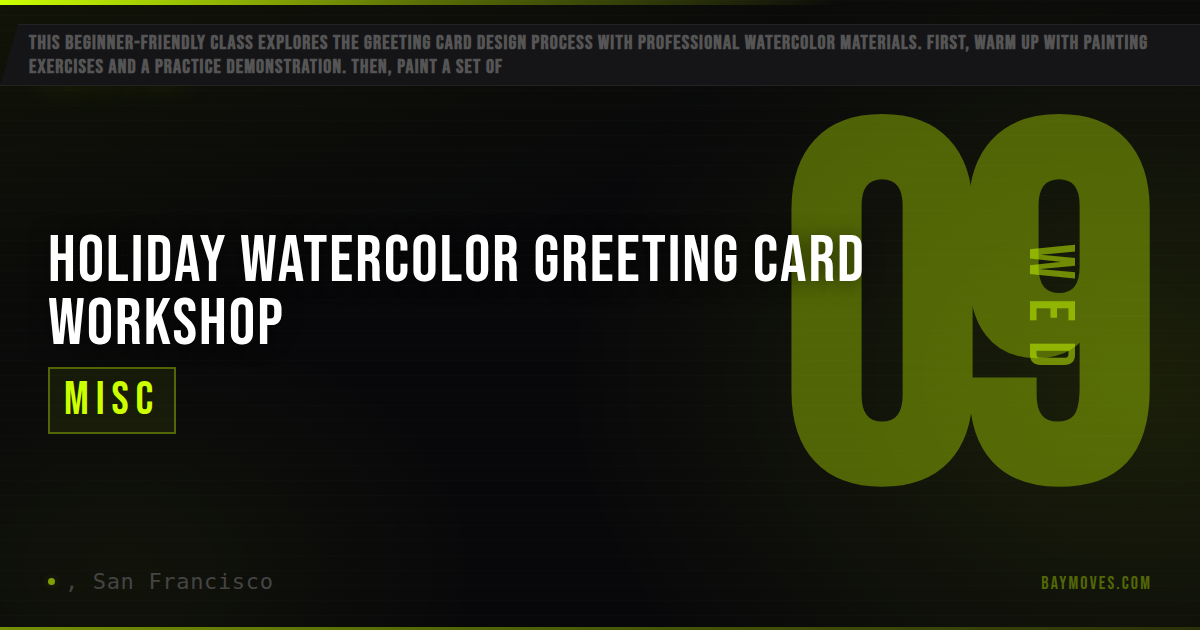 THIS BEGINNER-FRIENDLY CLASS EXPLORES THE GREETING CARD DESIGN PROCESS WITH PROFESSIONAL WATERCOLOR MATERIALS. FIRST, WARM UP WITH PAINTING
EXERCISES AND A PRACTICE DEMONSTRATION. THEN, PAINT A SET OF
09
WED
HOLIDAY WATERCOLOR GREETING CARD
WORKSHOP
MISC
, San Francisco
BAYMOVES.COM